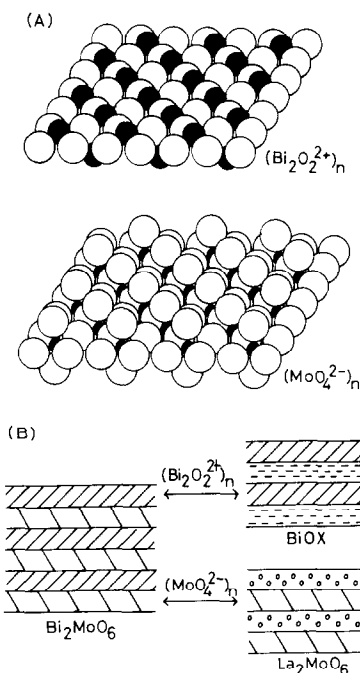 (A)
(Bi₂O₂²⁺)ₙ
(MoO₄²⁻)ₙ
(B)
(Bi₂O₂²⁺)ₙ
BiOX
(MoO₄²⁻)ₙ
Bi₂MoO₆
La₂MoO₆